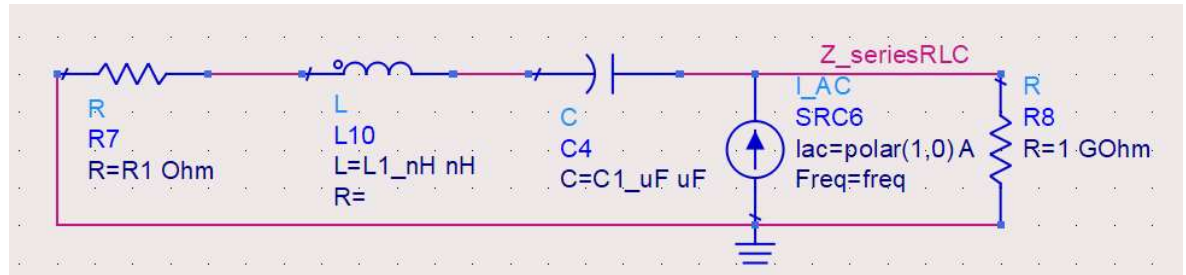 Z_seriesRLC
R
R7
R=R1 Ohm
L
L10
L=L1_nH nH
R=
C
C4
C=C1_uF uF
I_AC
SRC6
Iac=polar(1,0) A
Freq=freq
R
R8
R=1 GOhm